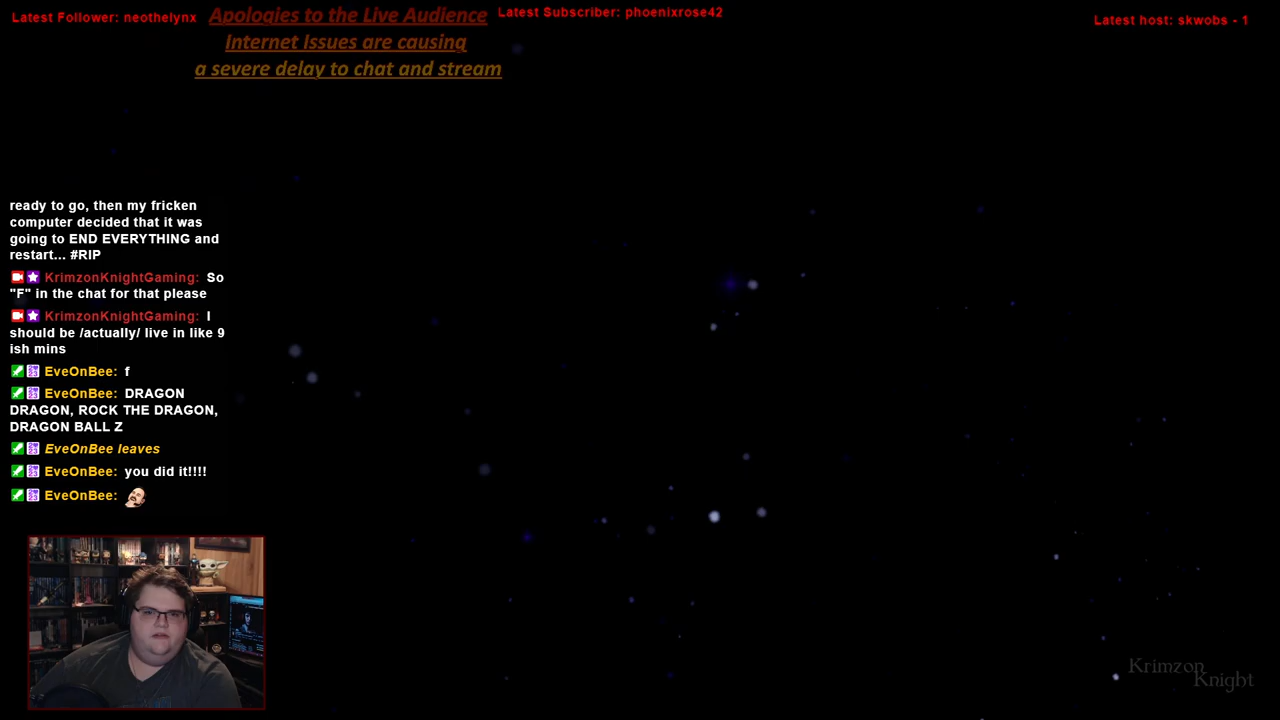 Latest Follower: neothelynx
Apologies to the Live Audience
Internet Issues are causing
a severe delay to chat and stream
Latest Subscriber: phoenixrose42
Latest host: skwobs - 1
ready to go, then my fricken
computer decided that it was
going to END EVERYTHING and
restart... #RIP
KrimzonKnightGaming: So
"F" in the chat for that please
KrimzonKnightGaming: I
should be /actually/ live in like 9
ish mins
EveOnBee: f
EveOnBee: DRAGON
DRAGON, ROCK THE DRAGON,
DRAGON BALL Z
EveOnBee leaves
EveOnBee: you did it!!!!
EveOnBee:
Krimzon
Knight